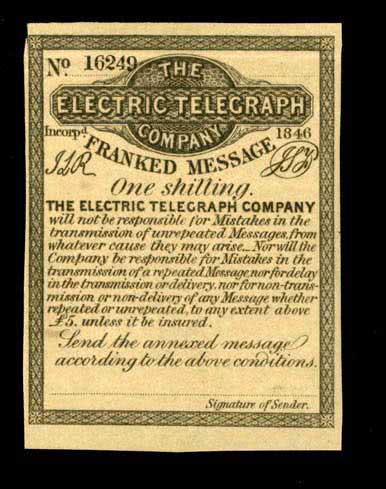 No. 16249
THE
ELECTRIC TELEGRAPH
COMPANY
Incorpd. 1846
FRANKED MESSAGE
One shilling.
THE ELECTRIC TELEGRAPH COMPANY
will not be responsible for Mistakes in the
transmission of unrepeated Messages, from
whatever cause they may arise_ Nor will the
Company be responsible for Mistakes in the
transmission of a repeated Message, nor for delay
in the transmission or delivery, nor for non-trans-
mission or non-delivery of any Message whether
repeated or unrepeated, to any extent above
£5. unless it be insured.
Send the annexed message
according to the above conditions.
Signature of Sender.